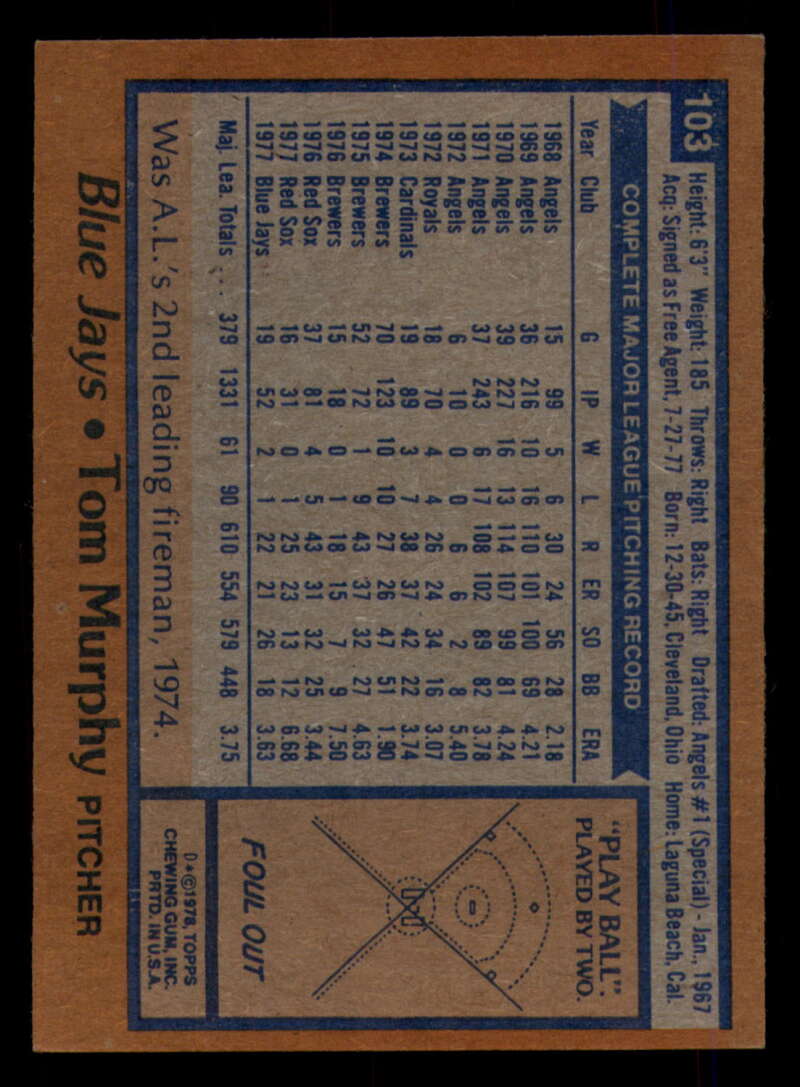 103
Height: 6'3" Weight: 185 Throws: Right Bats: Right Drafted: Angels #1 (Special) - Jan., 1967
Acq: Signed as Free Agent, 7-27-77 Born: 12-30-45, Cleveland, Ohio Home: Laguna Beach, Cal.
COMPLETE MAJOR LEAGUE PITCHING RECORD
Year Club G IP W L R ER SO BB ERA
1968 Angels 15 99 5 6 30 24 56 28 2.18
1969 Angels 36 216 10 16 110 101 100 69 4.21
1970 Angels 39 227 16 13 114 107 99 81 4.24
1971 Angels 37 243 6 17 108 102 89 82 3.78
1972 Angels 6 10 0 0 6 6 2 8 5.40
1972 Royals 18 70 4 4 26 24 34 16 3.07
1973 Cardinals 19 89 3 7 38 37 42 22 3.74
1974 Brewers 70 123 10 10 27 26 47 51 1.90
1975 Brewers 52 72 1 9 43 37 32 27 4.63
1976 Brewers 15 18 0 1 18 15 7 9 7.50
1976 Red Sox 37 81 4 5 43 31 32 25 3.44
1977 Red Sox 16 31 0 1 25 23 13 12 6.68
1977 Blue Jays 19 52 2 1 22 21 26 18 3.63
Maj. Lea. Totals ... 379 1331 61 90 610 554 579 448 3.75
Was A.L.'s 2nd leading fireman, 1974.
"PLAY BALL".
PLAYED BY TWO.
FOUL OUT
D*©1978, TOPPS
CHEWING GUM, INC.
PRTD. IN U.S.A.
Blue Jays • Tom Murphy PITCHER